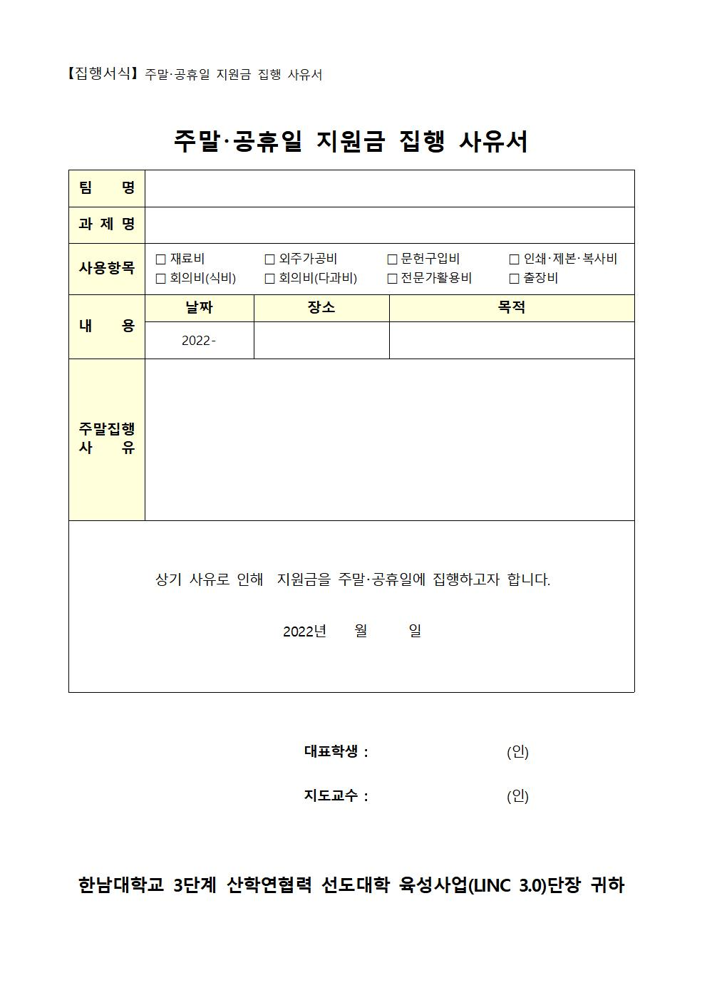 【집행서식】 주말·공휴일 지원금 집행 사유서
주말·공휴일 지원금 집행 사유서
팀 명
과 제 명
사용항목
□ 재료비 □ 외주가공비 □ 문헌구입비 □ 인쇄·제본·복사비
□ 회의비(식비) □ 회의비(다과비) □ 전문가활용비 □ 출장비
내 용
날짜 장소 목적
2022-
주말집행
사 유
상기 사유로 인해 지원금을 주말·공휴일에 집행하고자 합니다.
2022년 월 일
대표학생 : (인)
지도교수 : (인)
한남대학교 3단계 산학연협력 선도대학 육성사업(LINC 3.0)단장 귀하